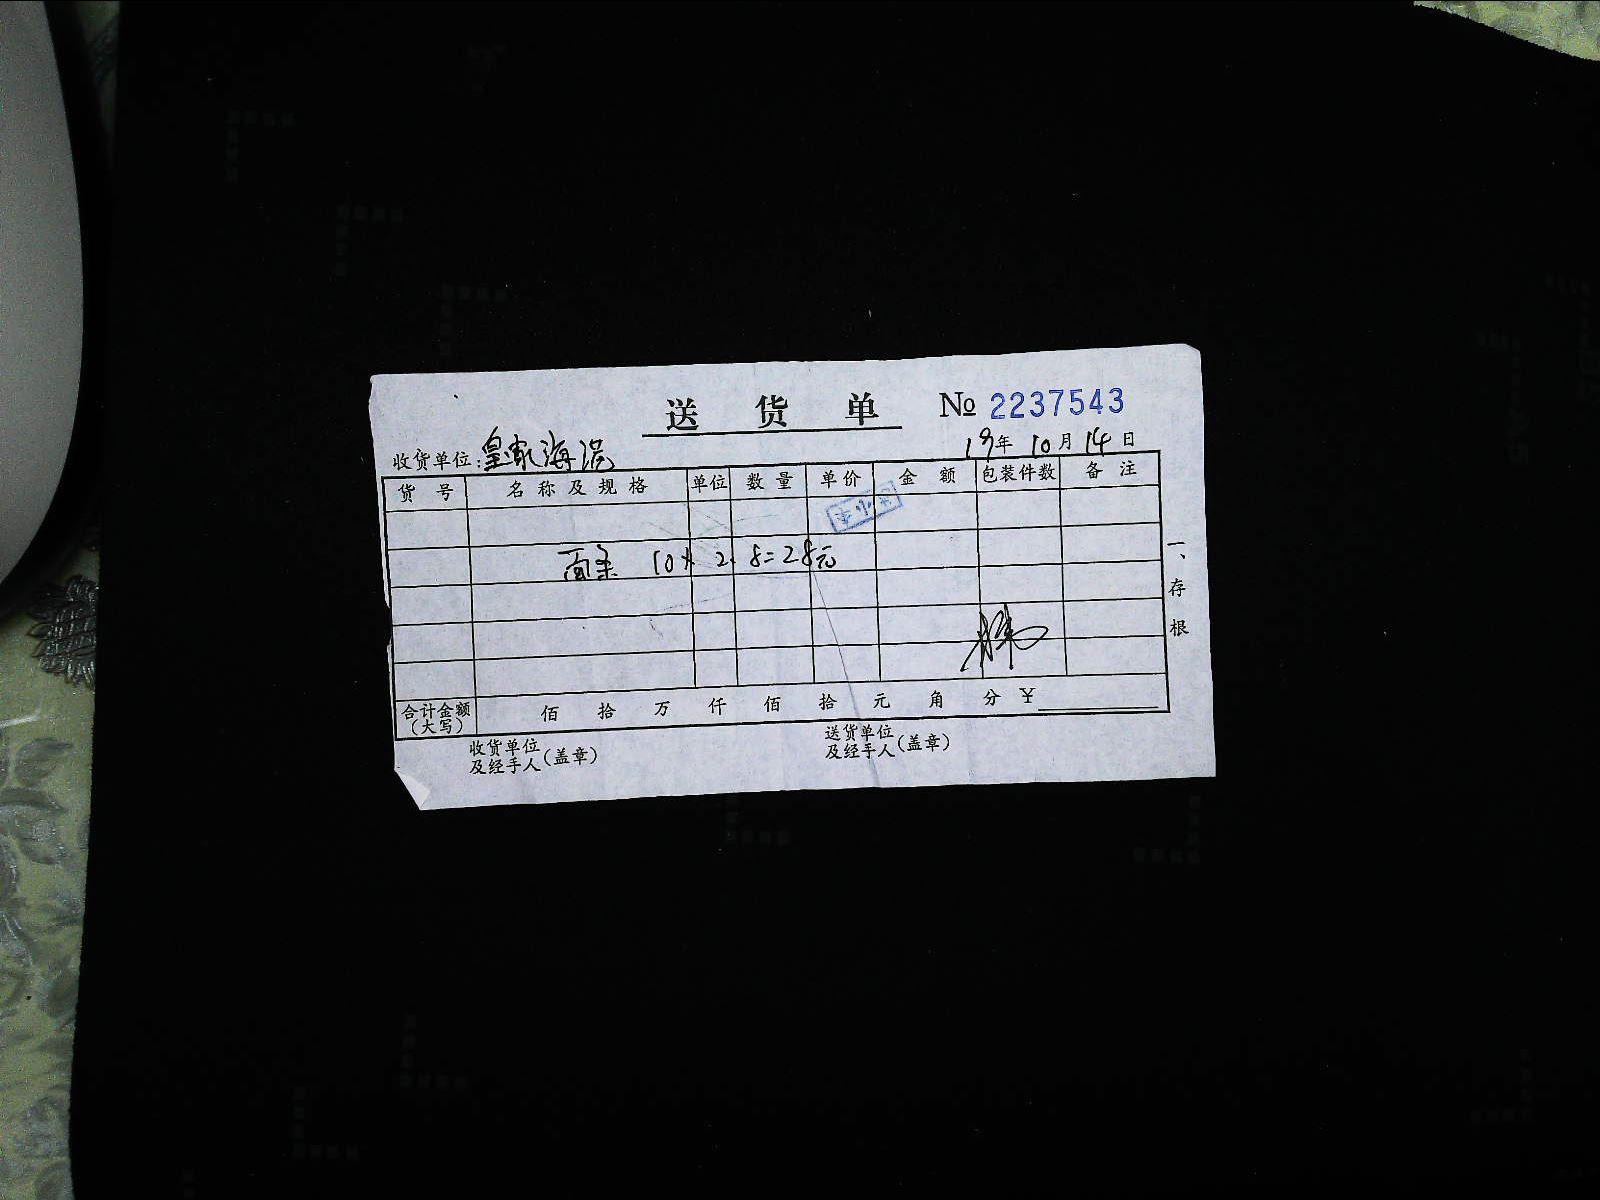 送 货 单 № 2237543
收货单位:皇家海湾 19年 10月 14日
货 号 名 称 及 规 格 单位 数 量 单 价 金 额 包装件数 备 注
面条 10× 2.8=28元
一、存根
合计金额(大写) 佰 拾 万 仟 佰 拾 元 角 分 ¥
收货单位及经手人(盖章) 送货单位及经手人(盖章)